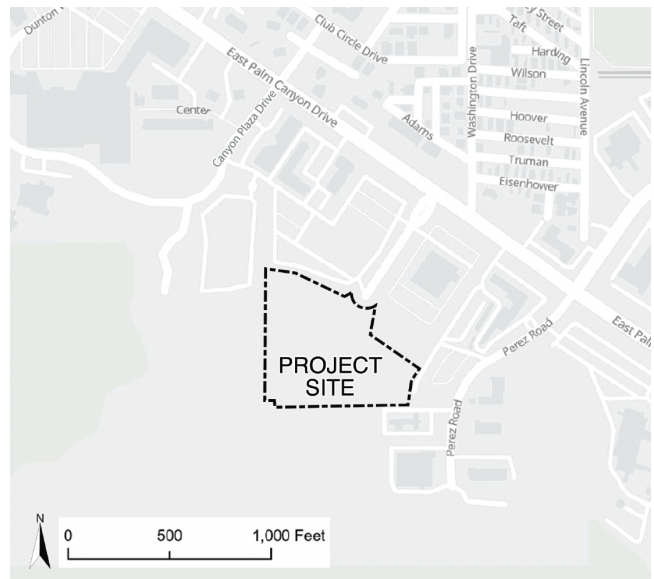 Dunton
Club Circle Drive
Street
Taft
Harding
Wilson
East Palm Canyon Drive
Center
Canyon Plaza Drive
Adams
Washington Drive
Lincoln Avenue
Hoover
Roosevelt
Truman
Eisenhower
Perez Road
East Palm
PROJECT
SITE
Perez Road
N
0 500 1,000 Feet